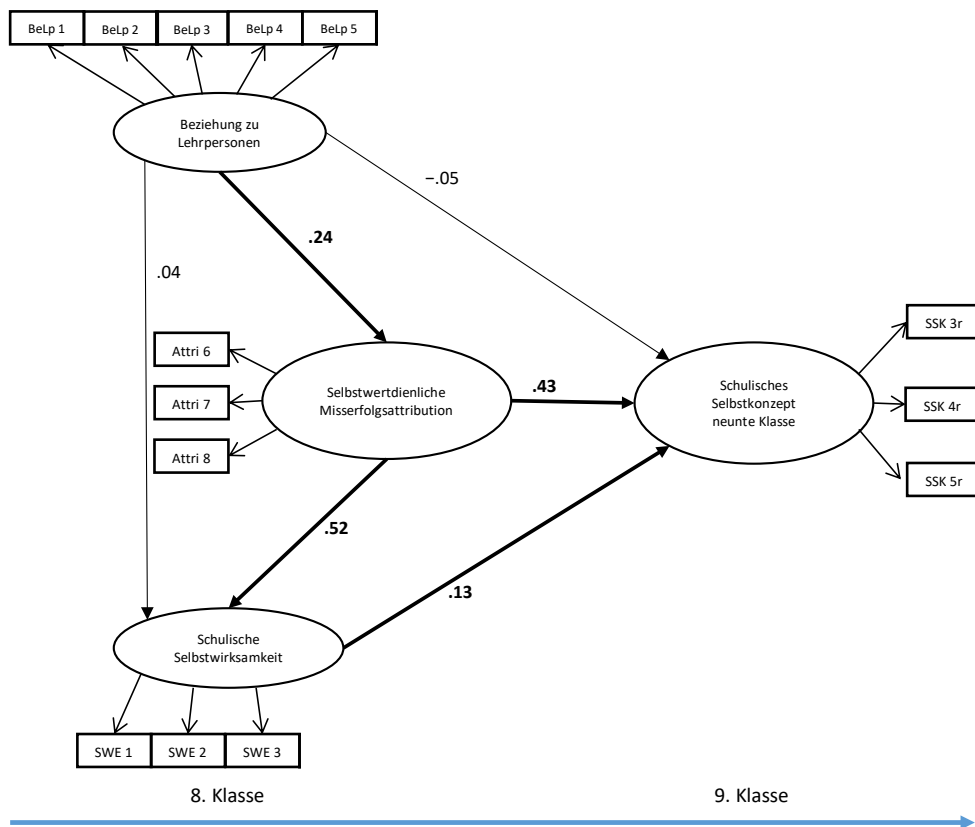 BeLp 1 BeLp 2 BeLp 3 BeLp 4 BeLp 5
Beziehung zu
Lehrpersonen
−.05
.24
.04
Attri 6
Attri 7
Attri 8
Selbstwertdienliche
Misserfolgsattribution
.43
Schulisches
Selbstkonzept
neunte Klasse
SSK 3r
SSK 4r
SSK 5r
.52
.13
Schulische
Selbstwirksamkeit
SWE 1 SWE 2 SWE 3
8. Klasse 9. Klasse